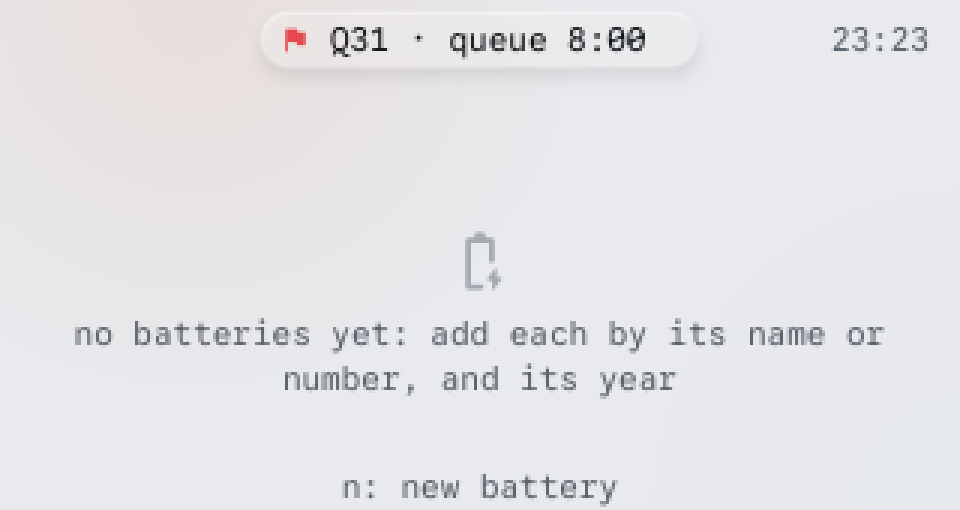 Q31 · queue 8:00
23:23
no batteries yet: add each by its name or
number, and its year
n: new battery